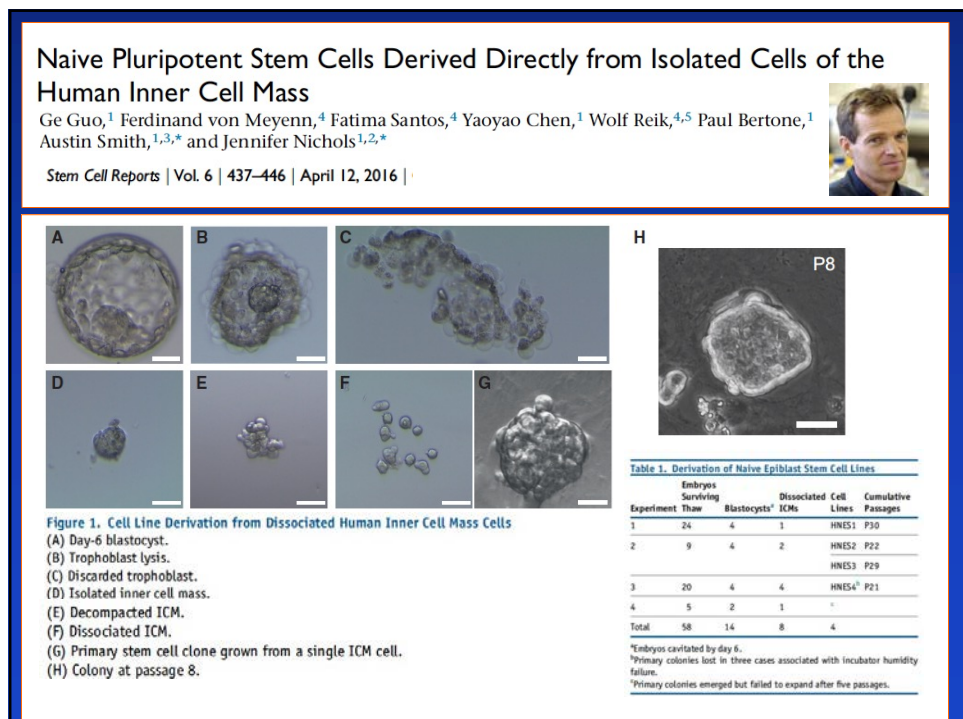 Naive Pluripotent Stem Cells Derived Directly from Isolated Cells of the
Human Inner Cell Mass
Ge Guo,1 Ferdinand von Meyenn,4 Fatima Santos,4 Yaoyao Chen,1 Wolf Reik,4,5 Paul Bertone,1
Austin Smith,1,3,* and Jennifer Nichols1,2,*
Stem Cell Reports | Vol. 6 | 437–446 | April 12, 2016 |
A
B
C
D
E
F
G
H
P8
Figure 1. Cell Line Derivation from Dissociated Human Inner Cell Mass Cells
(A) Day-6 blastocyst.
(B) Trophoblast lysis.
(C) Discarded trophoblast.
(D) Isolated inner cell mass.
(E) Decompacted ICM.
(F) Dissociated ICM.
(G) Primary stem cell clone grown from a single ICM cell.
(H) Colony at passage 8.
Table 1. Derivation of Naive Epiblast Stem Cell Lines
Experiment Embryos Surviving Thaw Blastocystsa Dissociated ICMs Cell Lines Cumulative Passages
1 24 4 1 HNES1 P30
2 9 4 2 HNES2 P22
HNES3 P29
3 20 4 4 HNES4b P21
4 5 2 1 c
Total 58 14 8 4
aEmbryos cavitated by day 6.
bPrimary colonies lost in three cases associated with incubator humidity
failure.
cPrimary colonies emerged but failed to expand after five passages.